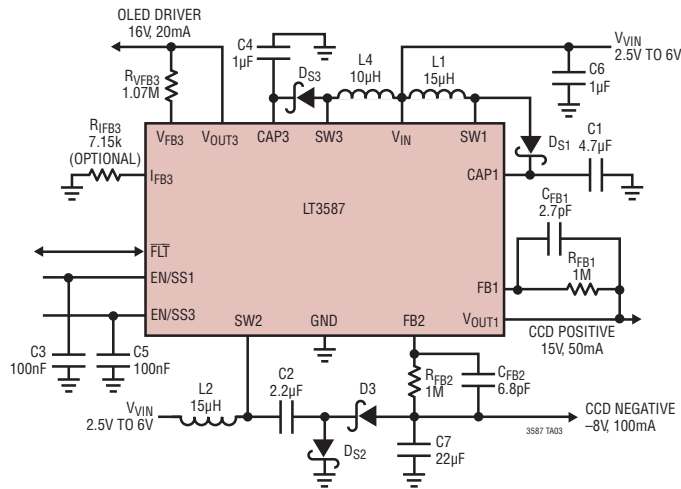 OLED DRIVER
16V, 20mA
C4
1µF
DS3
L4
10µH
L1
15µH
VVIN
2.5V TO 6V
C6
1µF
RVFB3
1.07M
RIFB3
7.15k
(OPTIONAL)
VFB3
VOUT3
CAP3
SW3
VIN
SW1
DS1
C1
4.7µF
CAP1
IFB3
LT3587
CFB1
2.7pF
RFB1
1M
FLT
EN/SS1
FB1
EN/SS3
VOUT1
SW2
GND
FB2
CCD POSITIVE
15V, 50mA
C3
100nF
C5
100nF
L2
15µH
C2
2.2µF
D3
RFB2
1M
CFB2
6.8pF
VVIN
2.5V TO 6V
DS2
C7
22µF
3587 TA03
CCD NEGATIVE
–8V, 100mA